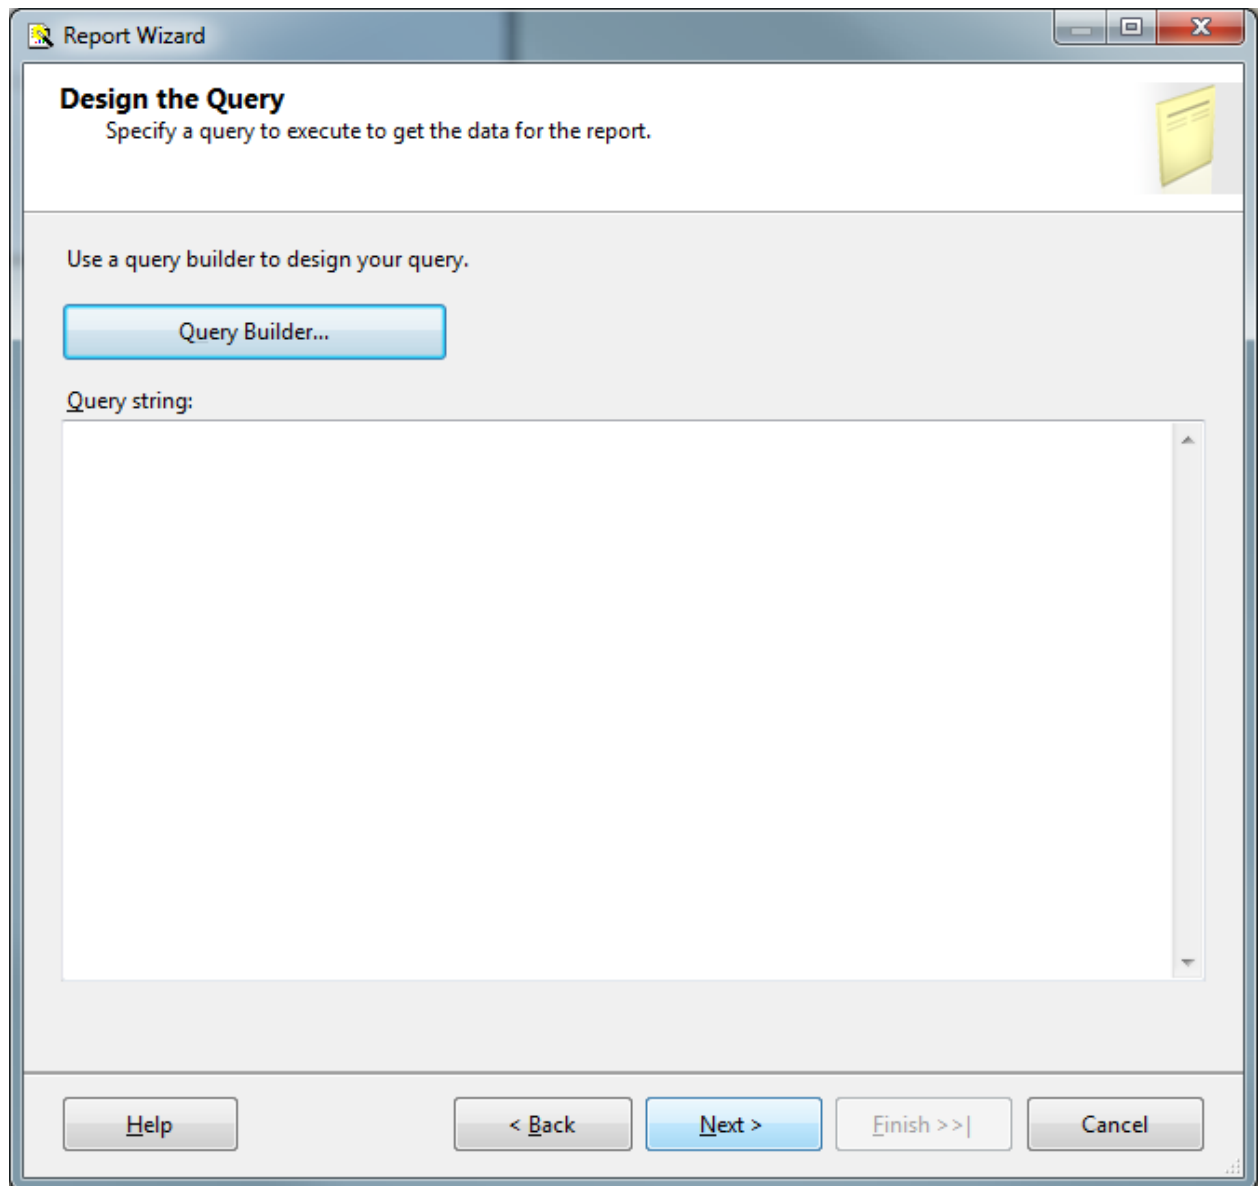 Report Wizard
Design the Query
Specify a query to execute to get the data for the report.
Use a query builder to design your query.
Query Builder...
Query string:
Help
< Back
Next >
Finish >>|
Cancel